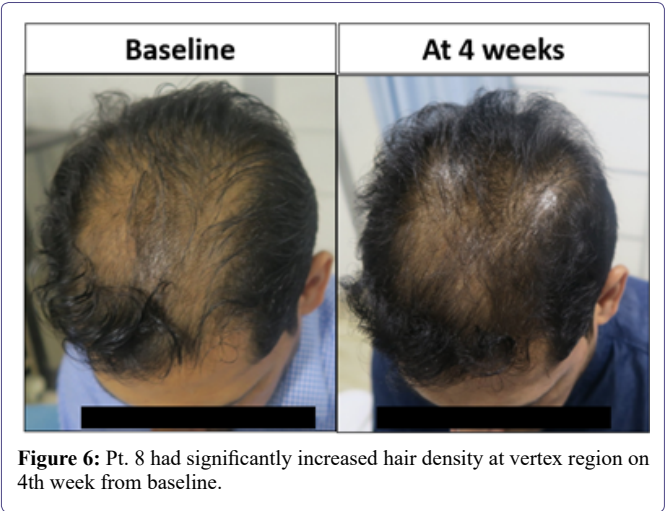 Baseline
At 4 weeks
Figure 6: Pt. 8 had significantly increased hair density at vertex region on
4th week from baseline.